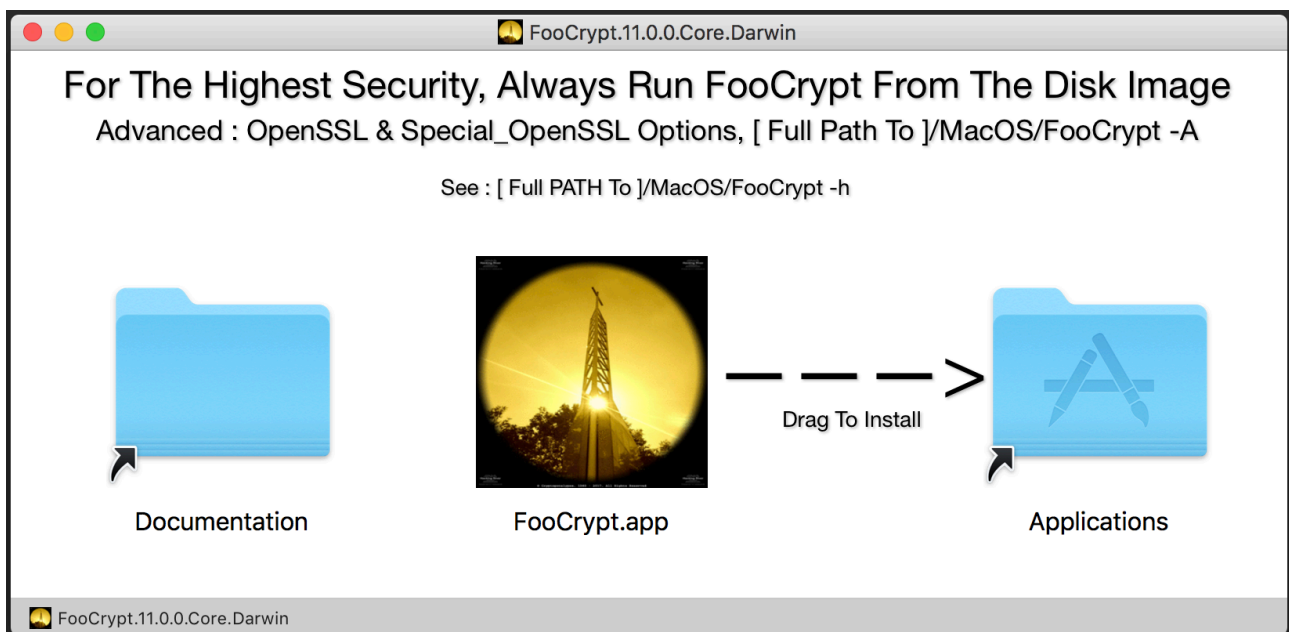 FooCrypt.11.0.0.Core.Darwin
For The Highest Security, Always Run FooCrypt From The Disk Image
Advanced : OpenSSL & Special_OpenSSL Options, [ Full Path To ]/MacOS/FooCrypt -A
See : [ Full PATH To ]/MacOS/FooCrypt -h
— — — >
Drag To Install
Documentation
FooCrypt.app
Applications
FooCrypt.11.0.0.Core.Darwin